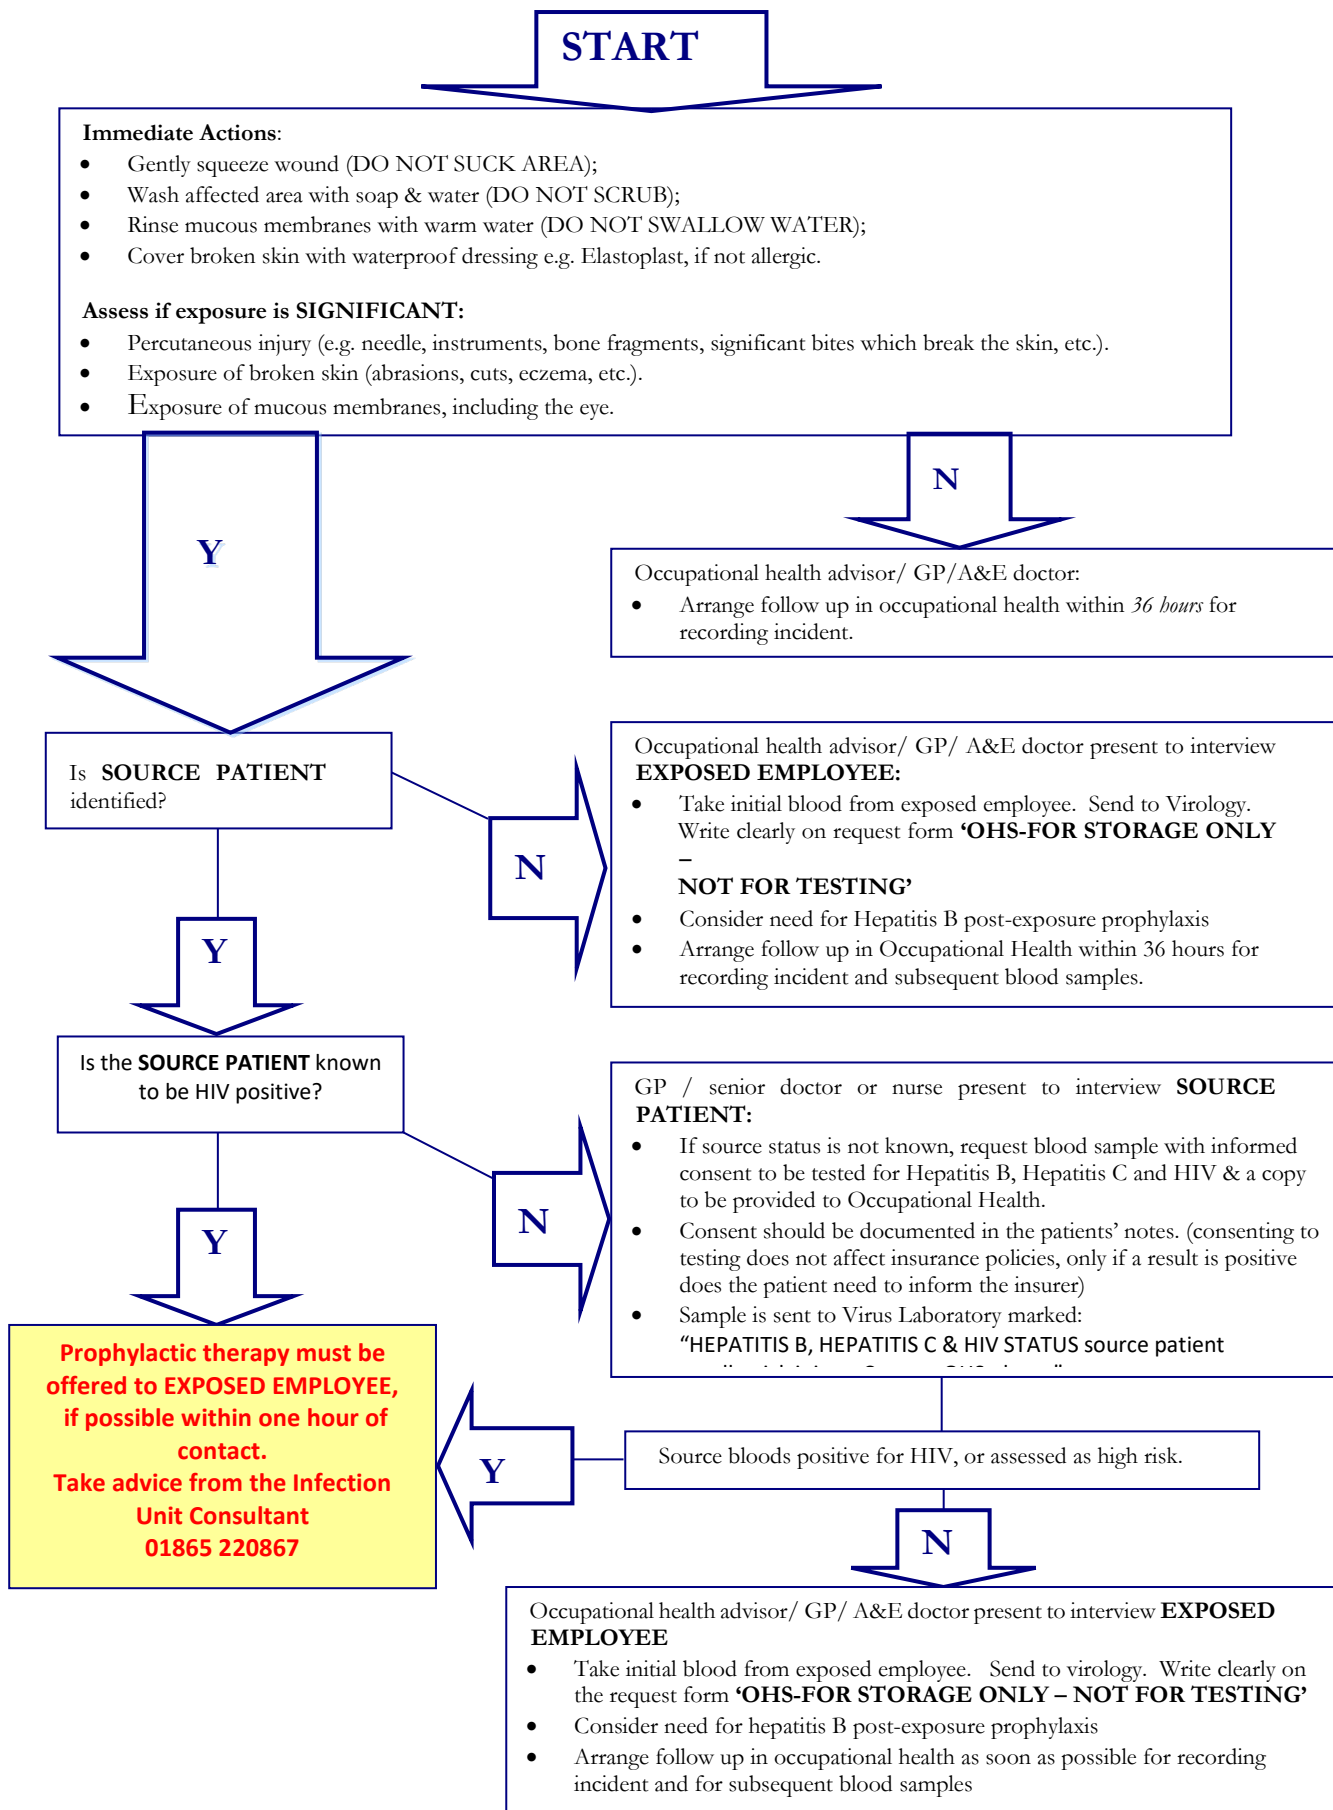 START
Immediate Actions:
• Gently squeeze wound (DO NOT SUCK AREA);
• Wash affected area with soap & water (DO NOT SCRUB);
• Rinse mucous membranes with warm water (DO NOT SWALLOW WATER);
• Cover broken skin with waterproof dressing e.g. Elastoplast, if not allergic.
Assess if exposure is SIGNIFICANT:
• Percutaneous injury (e.g. needle, instruments, bone fragments, significant bites which break the skin, etc.).
• Exposure of broken skin (abrasions, cuts, eczema, etc.).
• Exposure of mucous membranes, including the eye.
N
Y
Occupational health advisor/ GP/A&E doctor:
• Arrange follow up in occupational health within 36 hours for
recording incident.
Is SOURCE PATIENT
identified?
N
Occupational health advisor/ GP/ A&E doctor present to interview
EXPOSED EMPLOYEE:
• Take initial blood from exposed employee. Send to Virology.
Write clearly on request form ‘OHS-FOR STORAGE ONLY
–
NOT FOR TESTING’
• Consider need for Hepatitis B post-exposure prophylaxis
• Arrange follow up in Occupational Health within 36 hours for
recording incident and subsequent blood samples.
Y
Is the SOURCE PATIENT known
to be HIV positive?
N
GP / senior doctor or nurse present to interview SOURCE
PATIENT:
• If source status is not known, request blood sample with informed
consent to be tested for Hepatitis B, Hepatitis C and HIV & a copy
to be provided to Occupational Health.
• Consent should be documented in the patients’ notes. (consenting to
testing does not affect insurance policies, only if a result is positive
does the patient need to inform the insurer)
• Sample is sent to Virus Laboratory marked:
“HEPATITIS B, HEPATITIS C & HIV STATUS source patient
Y
Prophylactic therapy must be
offered to EXPOSED EMPLOYEE,
if possible within one hour of
contact.
Take advice from the Infection
Unit Consultant
01865 220867
Y
Source bloods positive for HIV, or assessed as high risk.
N
Occupational health advisor/ GP/ A&E doctor present to interview EXPOSED
EMPLOYEE
• Take initial blood from exposed employee. Send to virology. Write clearly on
the request form ‘OHS-FOR STORAGE ONLY – NOT FOR TESTING’
• Consider need for hepatitis B post-exposure prophylaxis
• Arrange follow up in occupational health as soon as possible for recording
incident and for subsequent blood samples